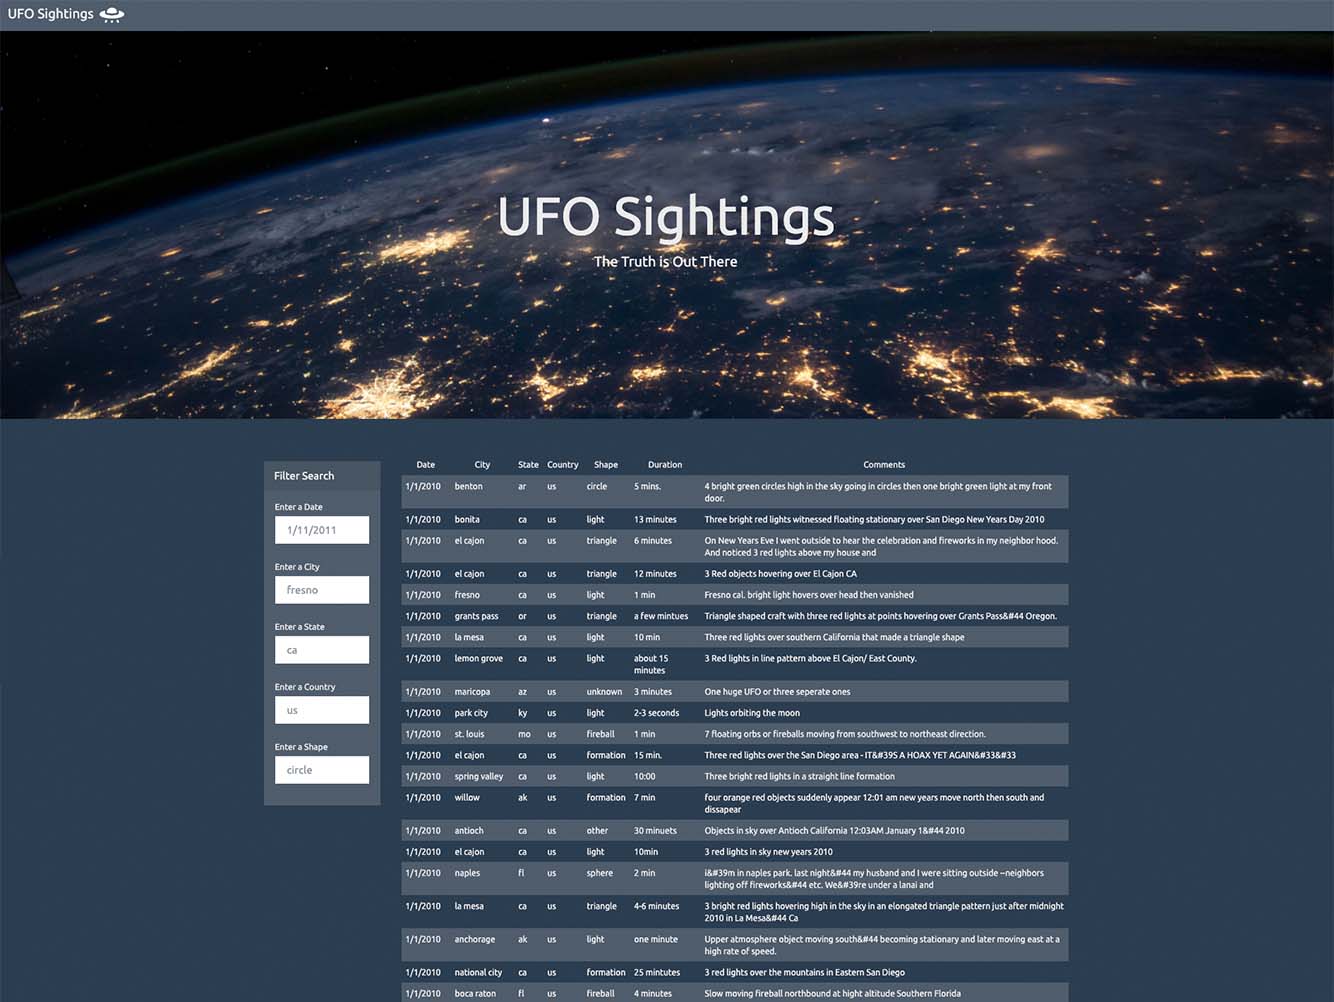 UFO Sightings
UFO Sightings
The Truth is Out There
Filter Search
Enter a Date
1/11/2011
Enter a City
fresno
Enter a State
ca
Enter a Country
us
Enter a Shape
circle
Date City State Country Shape Duration Comments
1/1/2010 benton ar us circle 5 mins. 4 bright green circles high in the sky going in circles then one bright green light at my front
door.
1/1/2010 bonita ca us light 13 minutes Three bright red lights witnessed floating stationary over San Diego New Years Day 2010
1/1/2010 el cajon ca us triangle 6 minutes On New Years Eve I went outside to hear the celebration and fireworks in my neighbor hood.
And noticed 3 red lights above my house and
1/1/2010 el cajon ca us triangle 12 minutes 3 Red objects hovering over El Cajon CA
1/1/2010 fresno ca us light 1 min Fresno cal. bright light hovers over head then vanished
1/1/2010 grants pass or us triangle a few mintues Triangle shaped craft with three red lights at points hovering over Grants Pass&#44 Oregon.
1/1/2010 la mesa ca us light 10 min Three red lights over southern California that made a triangle shape
1/1/2010 lemon grove ca us light about 15 3 Red lights in line pattern above El Cajon/ East County.
minutes
1/1/2010 maricopa az us unknown 3 minutes One huge UFO or three seperate ones
1/1/2010 park city ky us light 2-3 seconds Lights orbiting the moon
1/1/2010 st. louis mo us fireball 1 min 7 floating orbs or fireballs moving from southwest to northeast direction.
1/1/2010 el cajon ca us formation 15 min. Three red lights over the San Diego area - IT&#39S A HOAX YET AGAIN&#33&#33
1/1/2010 spring valley ca us light 10:00 Three bright red lights in a straight line formation
1/1/2010 willow ak us formation 7 min four orange red objects suddenly appear 12:01 am new years move north then south and
dissapear
1/1/2010 antioch ca us other 30 minuets Objects in sky over Antioch California 12:03AM January 1&#44 2010
1/1/2010 el cajon ca us light 10min 3 red lights in sky new years 2010
1/1/2010 naples fl us sphere 2 min i&#39m in naples park. last night&#44 my husband and I were sitting outside --neighbors
lighting off fireworks&#44 etc. We&#39re under a lanai and
1/1/2010 la mesa ca us triangle 4-6 minutes 3 bright red lights hovering high in the sky in an elongated triangle pattern just after midnight
2010 in La Mesa&#44 Ca
1/1/2010 anchorage ak us light one minute Upper atmosphere object moving south&#44 becoming stationary and later moving east at a
high rate of speed.
1/1/2010 national city ca us formation 25 mintutes 3 red lights over the mountains in Eastern San Diego
1/1/2010 boca raton fl us fireball 4 minutes Slow moving fireball northbound at hight altitude Southern Florida